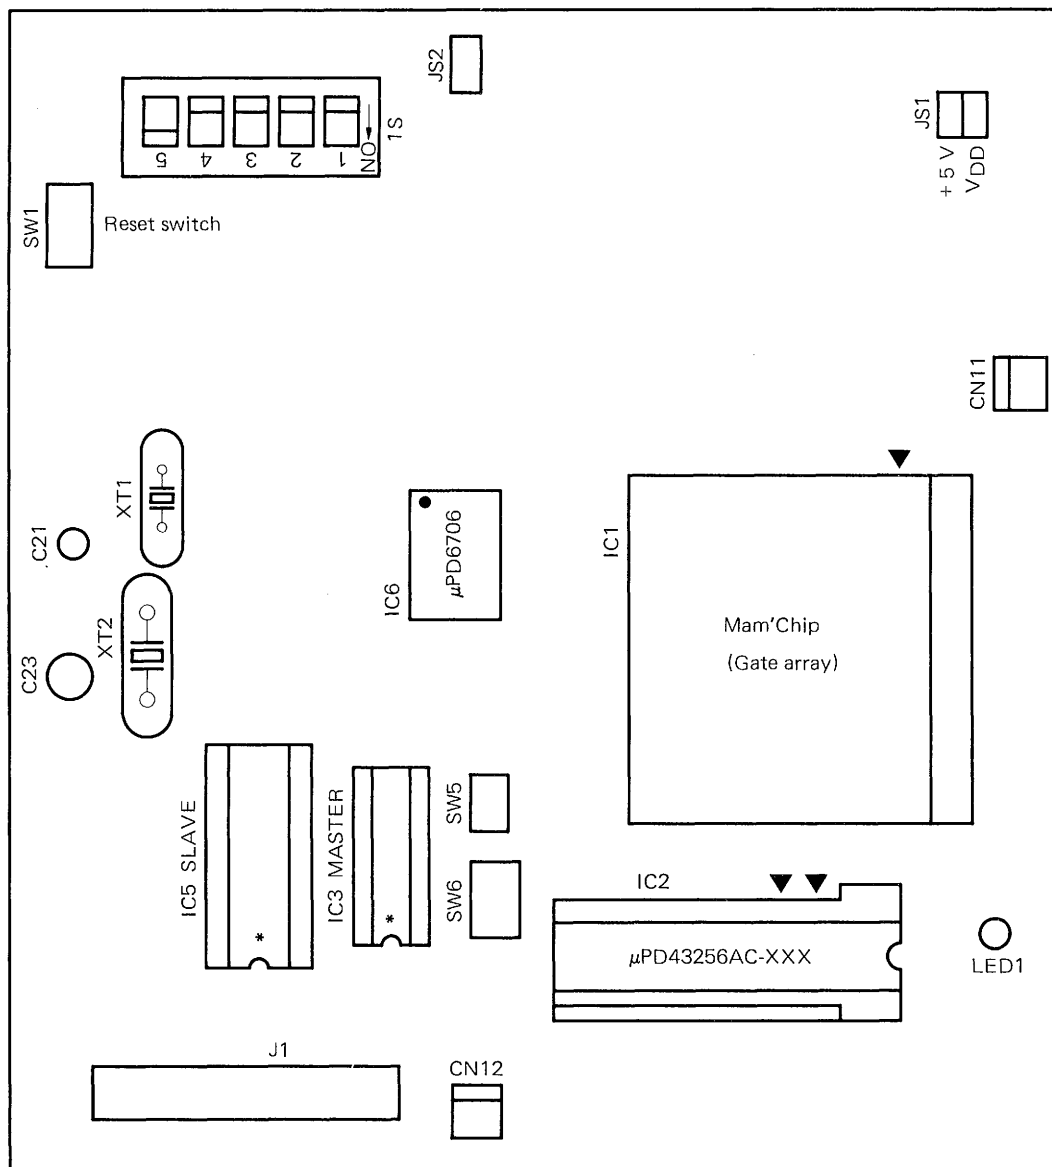 JS2
JS1
+5 V
VDD
5 4 3 2 1
ON
1S
SW1
Reset switch
CN11
XT1
C21
IC6
μPD6706
IC1
Mam'Chip
(Gate array)
XT2
C23
IC5 SLAVE
*
IC3 MASTER
*
SW5
SW6
IC2
μPD43256AC-XXX
LED1
J1
CN12